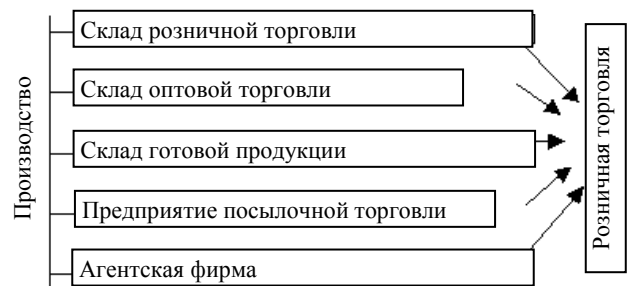 Производство
Склад розничной торговли
Склад оптовой торговли
Склад готовой продукции
Предприятие посылочной торговли
Агентская фирма
Розничная торговля